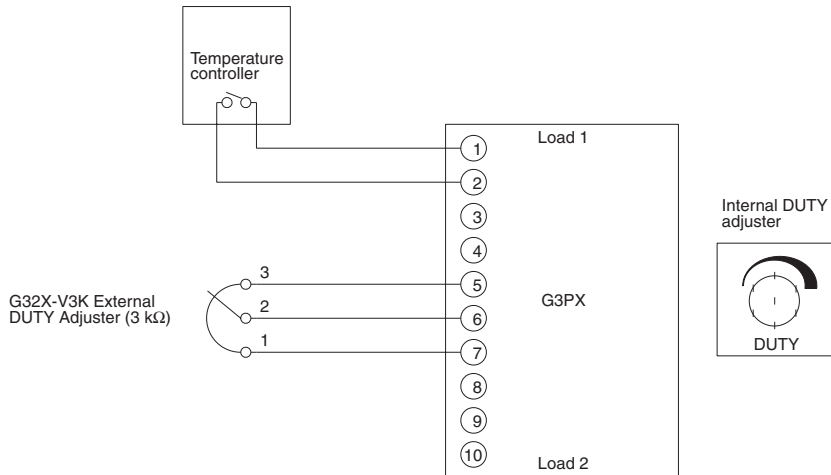 Temperature
controller
Load 1
1
2
3
4
5
6
7
8
9
10
G3PX
Load 2
G32X-V3K External
DUTY Adjuster (3 kΩ)
3
2
1
Internal DUTY
adjuster
DUTY